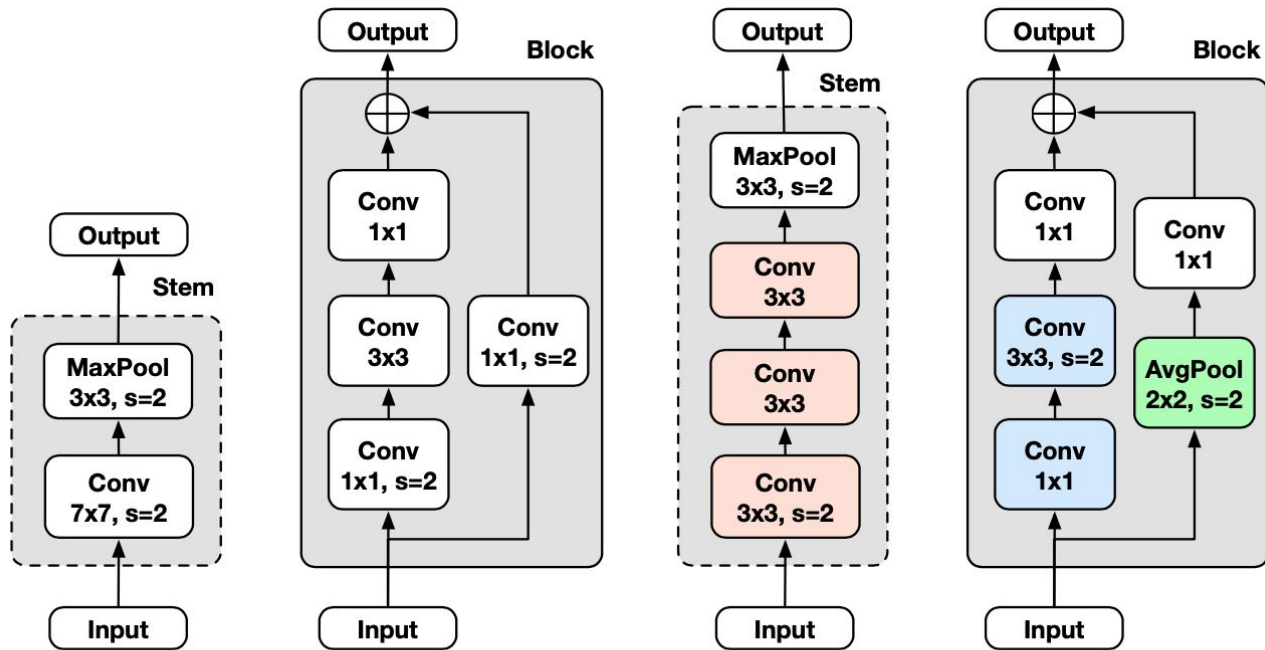 Output
Stem
MaxPool
3x3, s=2
Conv
7x7, s=2
Input
Output
Block
Conv
1x1
Conv
3x3
Conv
1x1, s=2
Conv
1x1, s=2
Input
Output
Stem
MaxPool
3x3, s=2
Conv
3x3
Conv
3x3
Conv
3x3, s=2
Input
Output
Block
Conv
1x1
Conv
1x1
Conv
3x3, s=2
AvgPool
2x2, s=2
Conv
1x1
Input